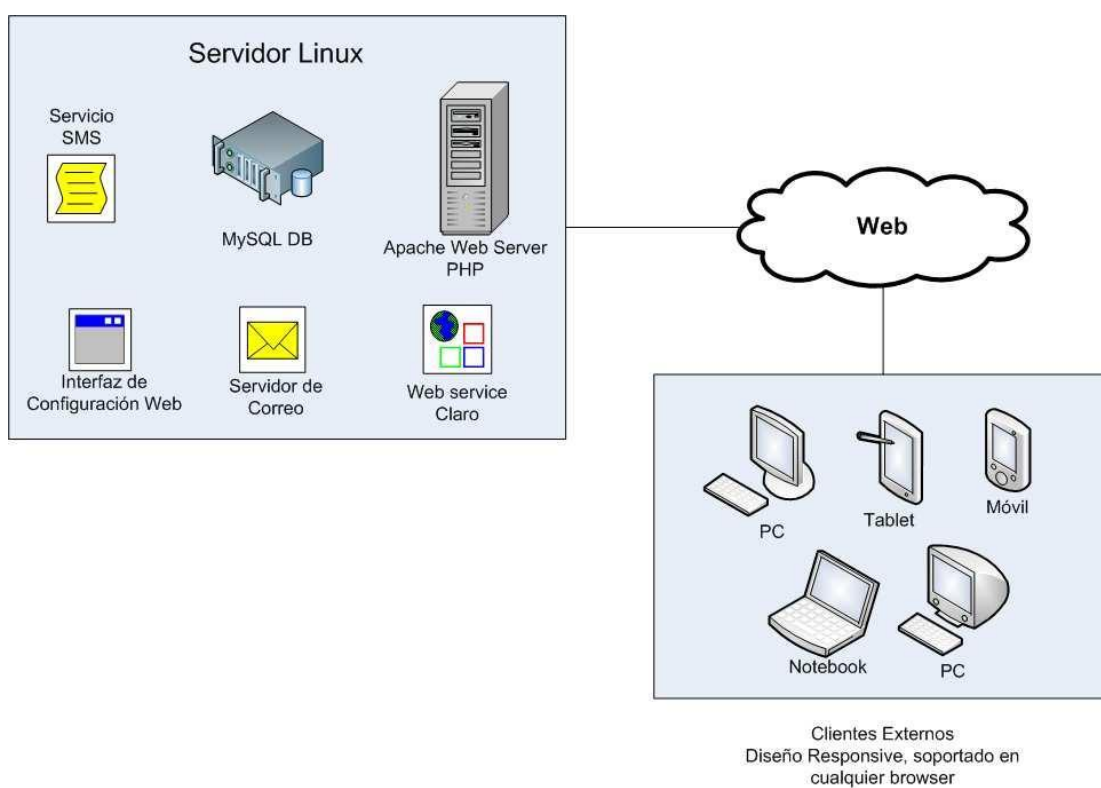 Servidor Linux
Servicio
SMS
MySQL DB
Apache Web Server
PHP
Interfaz de
Configuración Web
Servidor de
Correo
Web service
Claro
Web
PC
Tablet
Móvil
Notebook
PC
Clientes Externos
Diseño Responsive, soportado en
cualquier browser